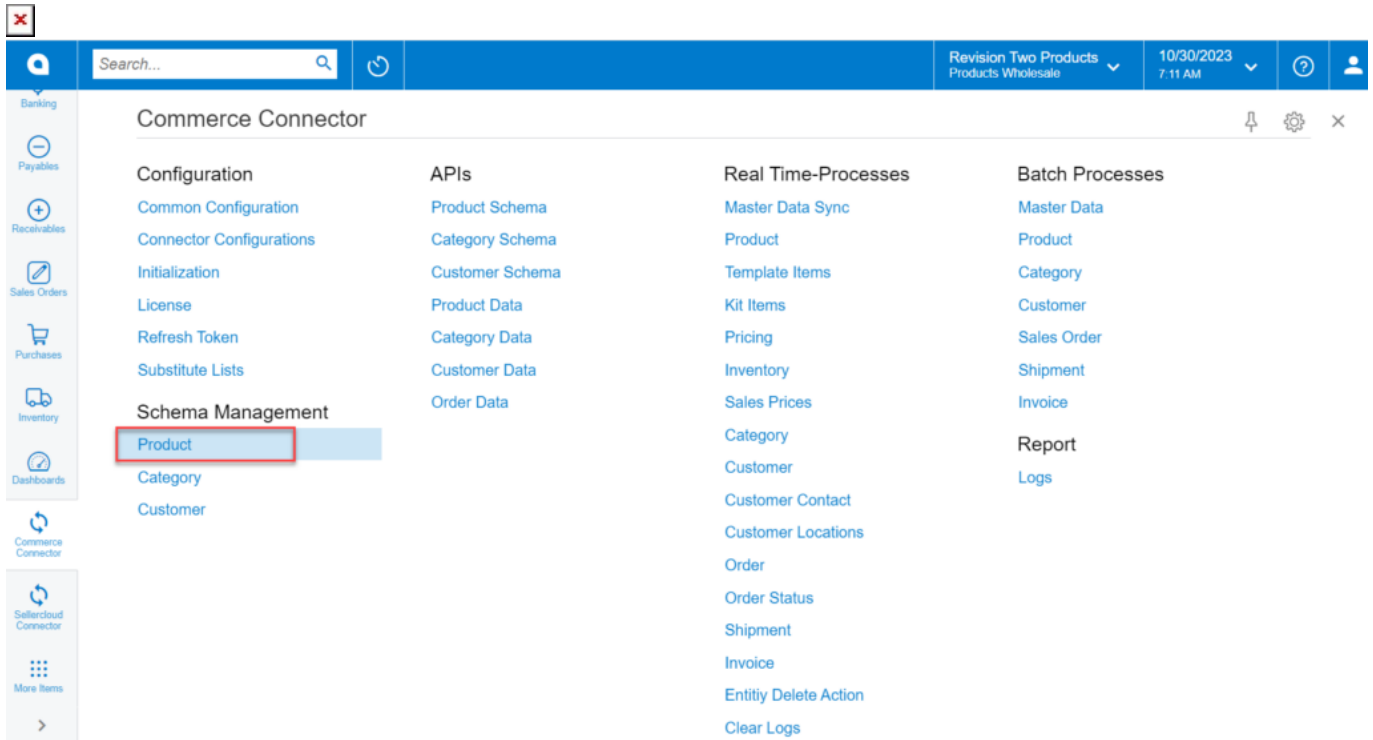 Search...
Revision Two Products
Products Wholesale
10/30/2023
7:11 AM
Banking
Payables
Receivables
Sales Orders
Purchases
Inventory
Dashboards
Commerce
Connector
Sellercloud
Connector
More Items
Commerce Connector
Configuration
Common Configuration
Connector Configurations
Initialization
License
Refresh Token
Substitute Lists
Schema Management
Product
Category
Customer
APIs
Product Schema
Category Schema
Customer Schema
Product Data
Category Data
Customer Data
Order Data
Real Time-Processes
Master Data Sync
Product
Template Items
Kit Items
Pricing
Inventory
Sales Prices
Category
Customer
Customer Contact
Customer Locations
Order
Order Status
Shipment
Invoice
Entitiy Delete Action
Clear Logs
Batch Processes
Master Data
Product
Category
Customer
Sales Order
Shipment
Invoice
Report
Logs